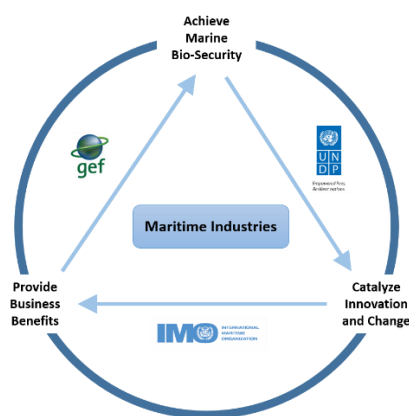 Achieve
Marine
Bio-Security
gef
U N
D P
Empowered lives.
Resilient nations.
Maritime Industries
Provide
Business
Benefits
Catalyze
Innovation
and Change
IMO
INTERNATIONAL
MARITIME
ORGANIZATION